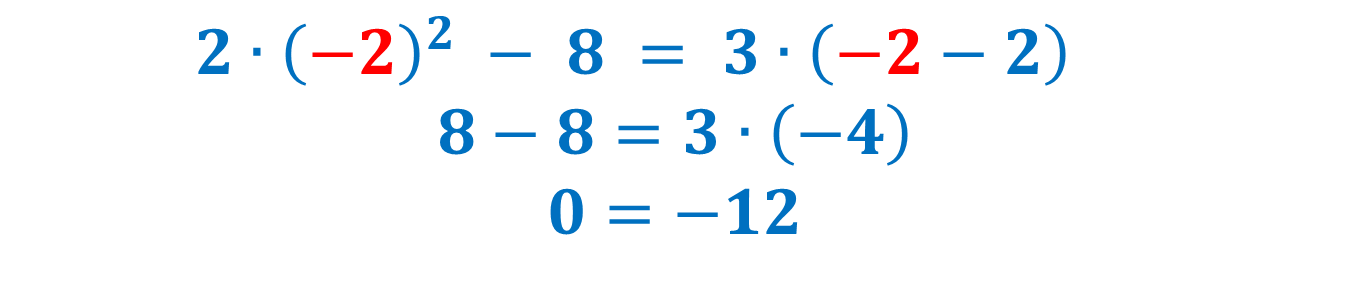 2 · (−2)² − 8 = 3 · (−2 − 2)
8 − 8 = 3 · (−4)
0 = −12